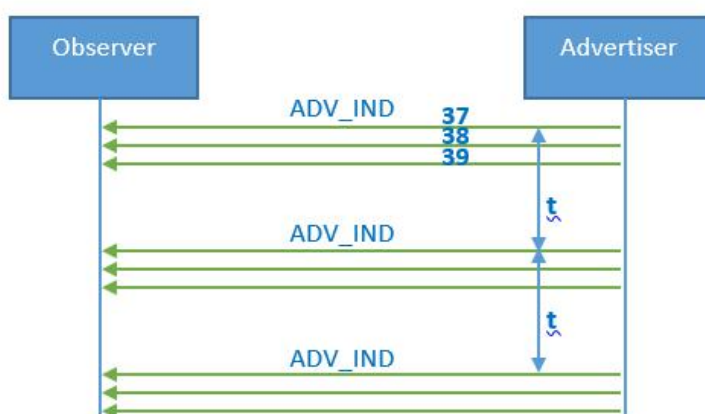 Observer
Advertiser
ADV_IND
37
38
39
t
ADV_IND
t
ADV_IND